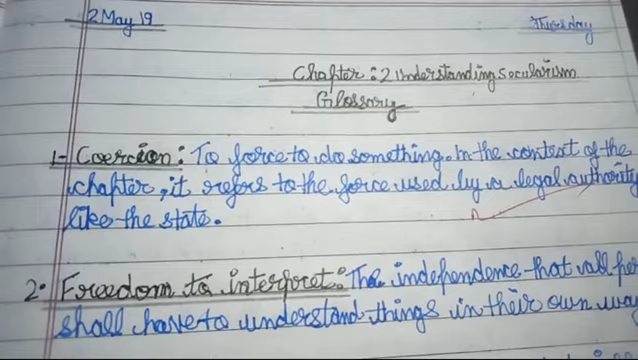 2 May 19
Thursday
Chapter : 2 Understanding Secularism
Glossary
1- Coercion : To force to do something. In the context of the
chapter, it refers to the force used by a legal authority
like the state.
2. Freedom to interpret : The independence that all per
shall have to understand things in their own way